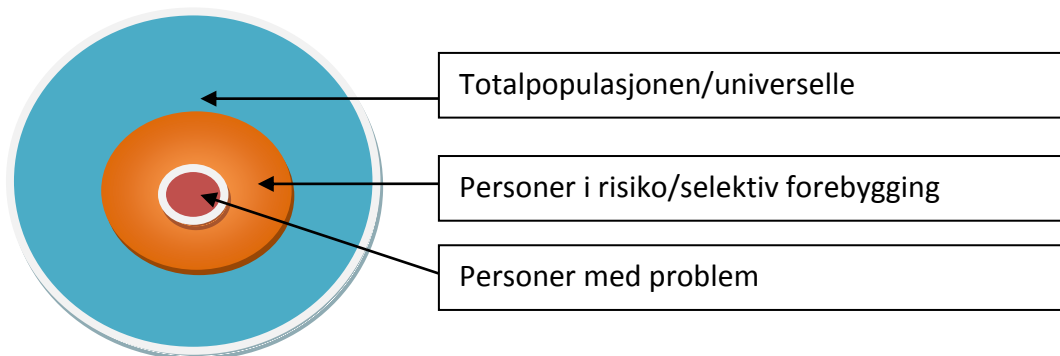 Totalpopulasjonen/universelle
Personer i risiko/selektiv forebygging
Personer med problem